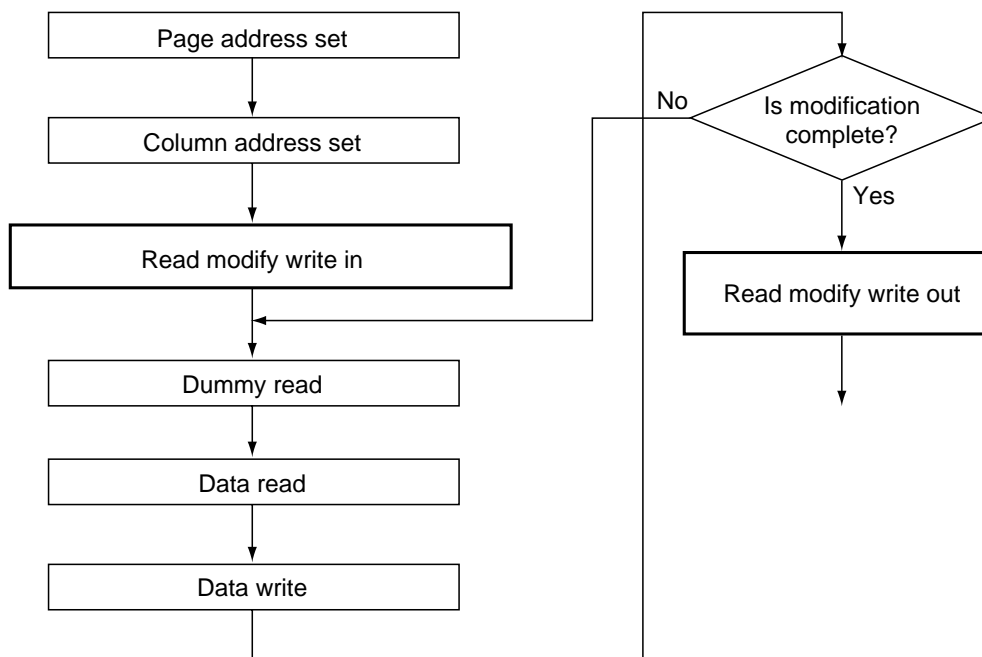 Page address set
Column address set
Read modify write in
Dummy read
Data read
Data write
No
Is modification
complete?
Yes
Read modify write out